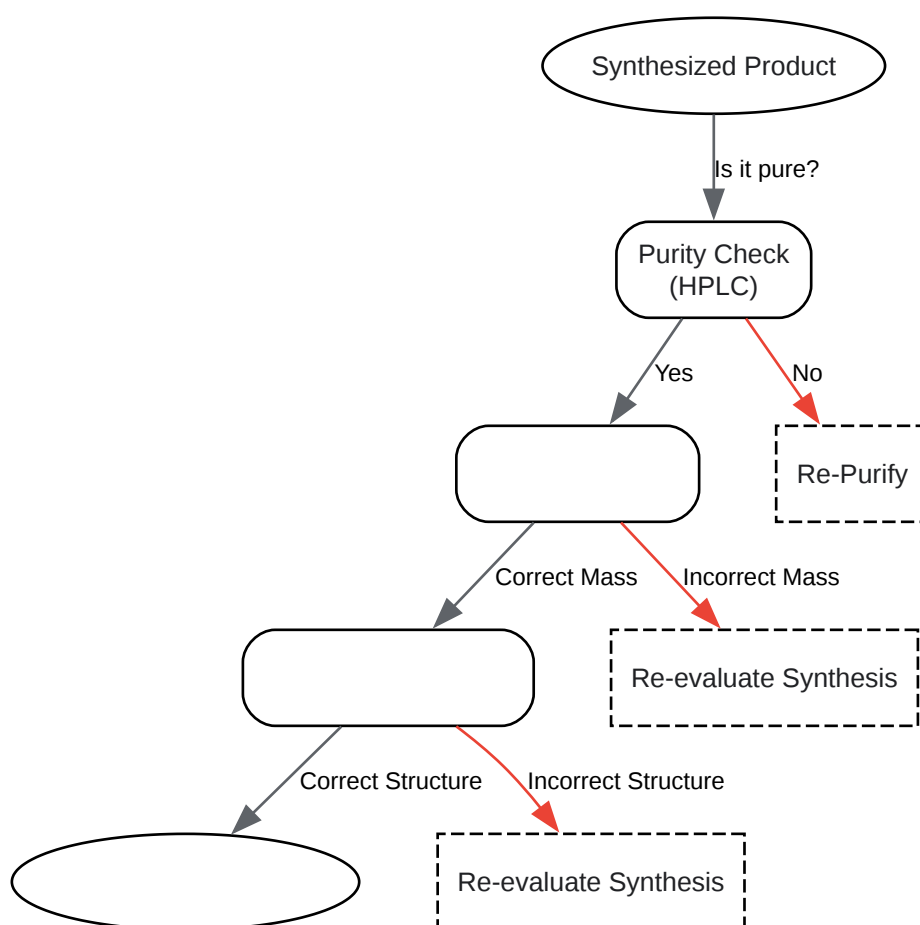 Synthesized Product
Is it pure?
Purity Check
(HPLC)
Yes
No
Re-Purify
Correct Mass
Incorrect Mass
Re-evaluate Synthesis
Correct Structure
Incorrect Structure
Re-evaluate Synthesis